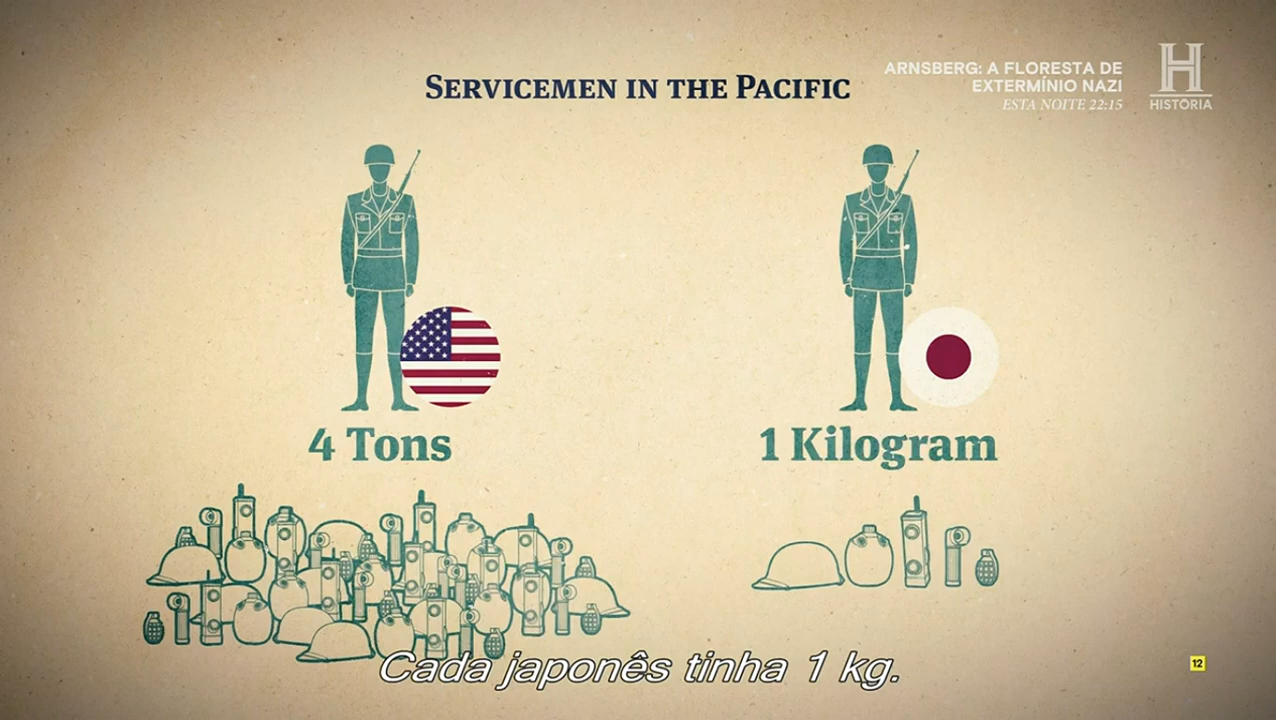 SERVICEMEN IN THE PACIFIC
ARNSBERG: A FLORESTA DE
EXTERMÍNIO NAZI
ESTA NOITE 22:15
H
HISTÓRIA
4 Tons
1 Kilogram
Cada japonês tinha 1 kg.
12